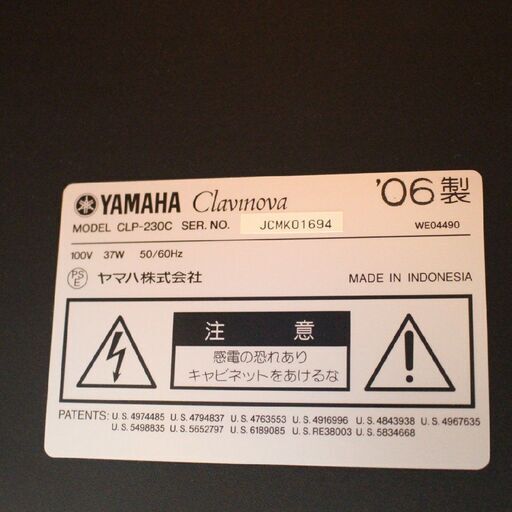 YAMAHA Clavinova '06製
MODEL CLP-230C SER. NO. JCMK01694 WE04490
100V 37W 50/60Hz
PSE ヤマハ株式会社 MADE IN INDONESIA
注 意
感電の恐れあり
キャビネットをあけるな
PATENTS: U.S. 4974485 U.S. 4794837 U.S. 4763553 U.S. 4916996 U.S. 4843938 U.S. 4967635
U.S. 5498835 U.S. 5652797 U.S. 6189085 U.S. RE38003 U.S. 5834668